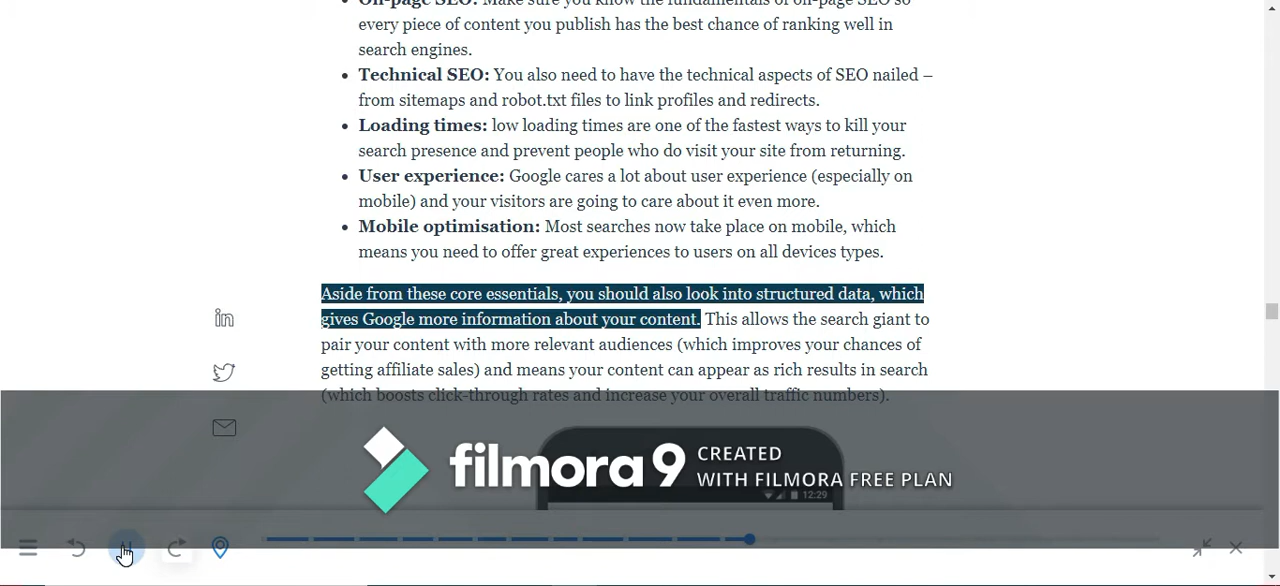 On-page SEO: Make sure you know the fundamentals of on-page SEO so
every piece of content you publish has the best chance of ranking well in
search engines.
Technical SEO: You also need to have the technical aspects of SEO nailed –
from sitemaps and robot.txt files to link profiles and redirects.
Loading times: low loading times are one of the fastest ways to kill your
search presence and prevent people who do visit your site from returning.
User experience: Google cares a lot about user experience (especially on
mobile) and your visitors are going to care about it even more.
Mobile optimisation: Most searches now take place on mobile, which
means you need to offer great experiences to users on all devices types.
Aside from these core essentials, you should also look into structured data, which
gives Google more information about your content. This allows the search giant to
pair your content with more relevant audiences (which improves your chances of
getting affiliate sales) and means your content can appear as rich results in search
(which boosts click-through rates and increase your overall traffic numbers).
in
filmora9 CREATED
WITH FILMORA FREE PLAN
12:29